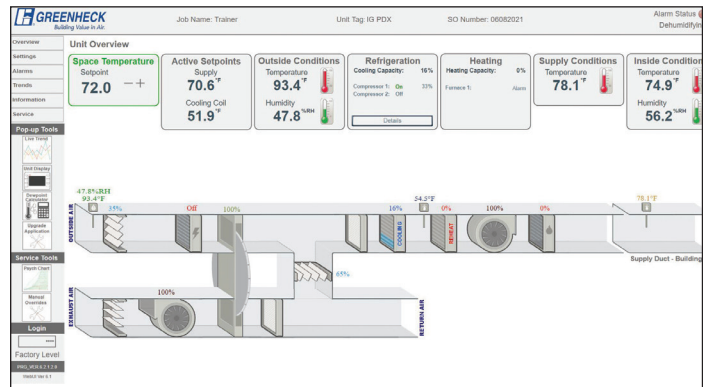 GREENHECK
Building Value in Air.
Job Name: Trainer
Unit Tag: IG PDX
SO Number: 06082021
Alarm Status
Dehumidifyin
Overview
Settings
Alarms
Trends
Information
Service
Pop-up Tools
Live Trend
Unit Display
Dewpoint
Calculator
Upgrade
Application
Service Tools
Psych Chart
Manual
Overrides
Login
Factory Level
Unit Overview
Space Temperature
Setpoint
72.0 — +
Active Setpoints
Supply
70.6 °F
Cooling Coil
51.9 °F
Outside Conditions
Temperature
93.4 °F
Humidity
47.8 %RH
Refrigeration
Cooling Capacity: 16%
Compressor 1: On 33%
Compressor 2: Off
Details
Heating
Heating Capacity: 0%
Furnace 1: Alarm
Supply Conditions
Temperature
78.1 °F
Inside Condition
Temperature
74.9 °F
Humidity
56.2 %RH
47.8%RH
93.4°F
35%
Off
100%
16%
54.5°F
0%
100%
0%
78.1°F
OUTSIDE AIR
COOLING
REHEAT
Supply Duct - Building
65%
100%
EXHAUST AIR
RETURN AIR